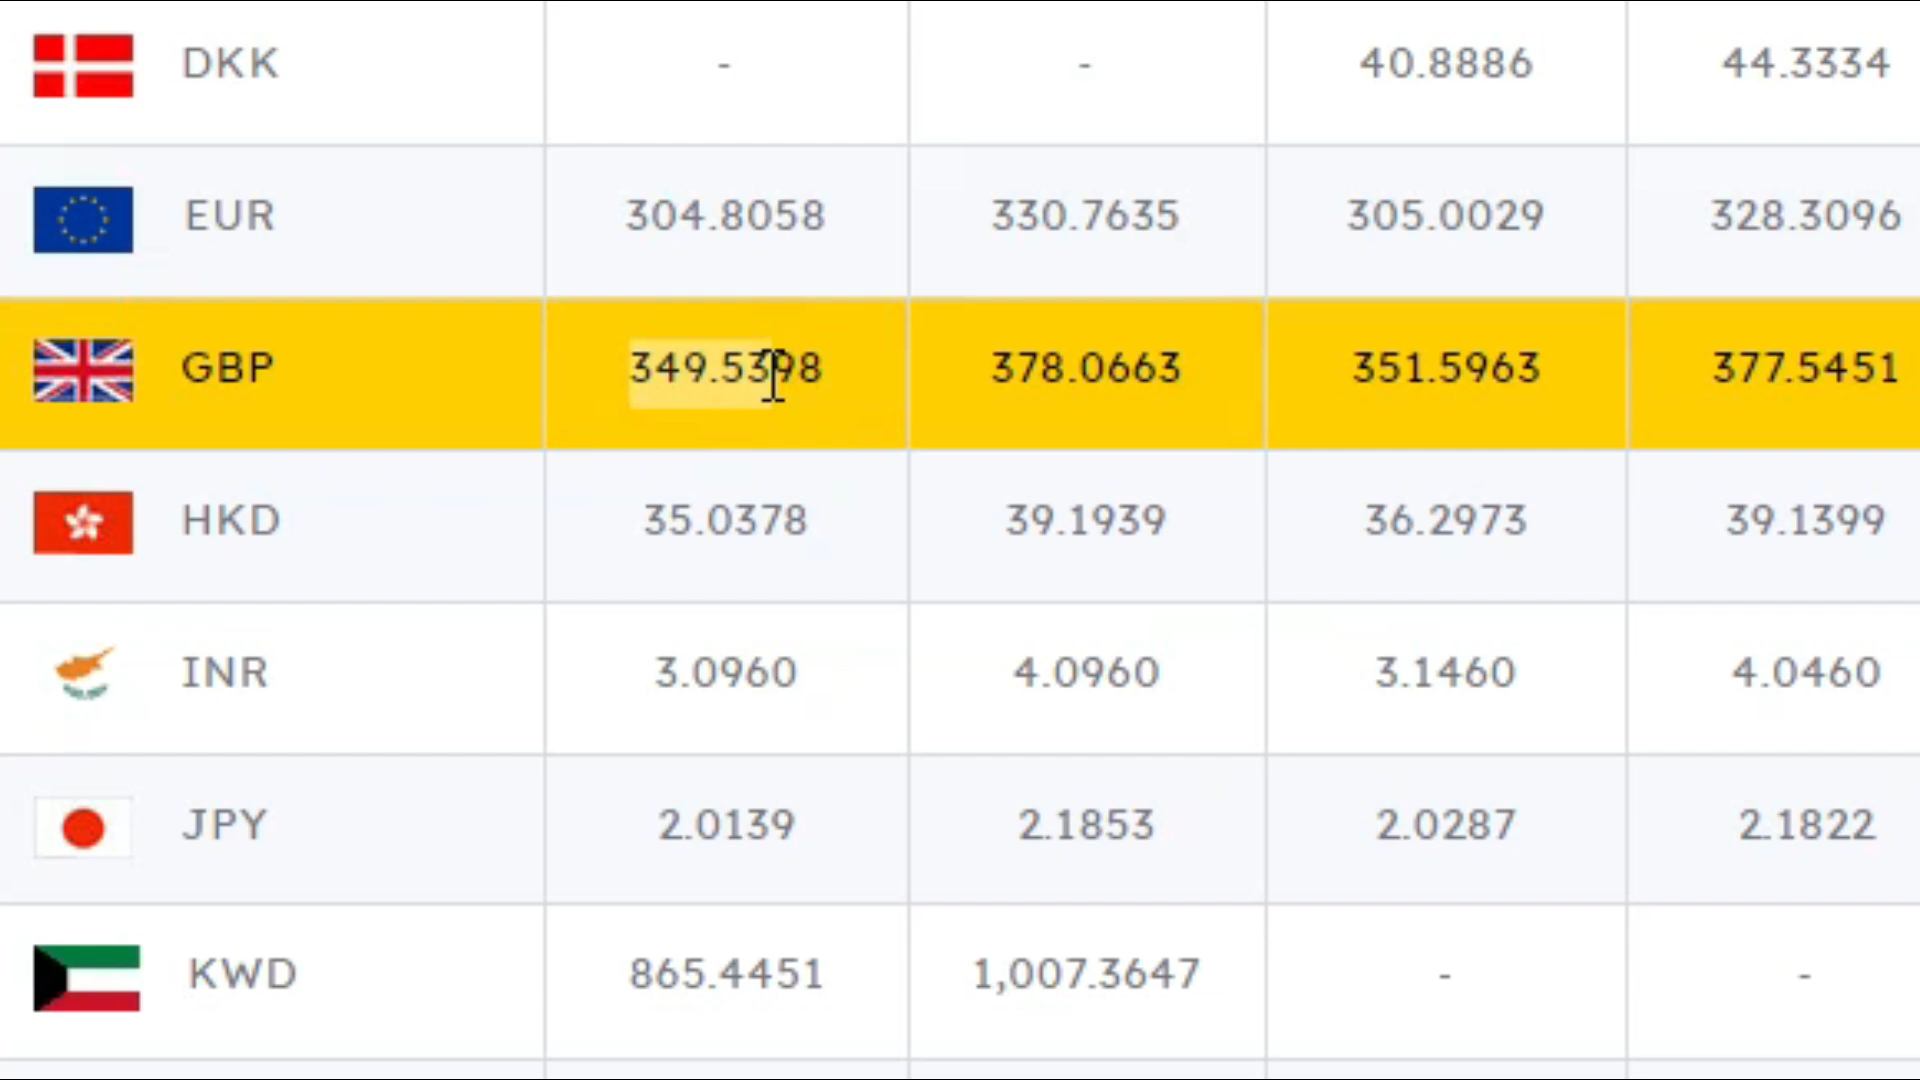 DKK - - 40.8886 44.3334
EUR 304.8058 330.7635 305.0029 328.3096
GBP 349.5398 378.0663 351.5963 377.5451
HKD 35.0378 39.1939 36.2973 39.1399
INR 3.0960 4.0960 3.1460 4.0460
JPY 2.0139 2.1853 2.0287 2.1822
KWD 865.4451 1,007.3647 - -